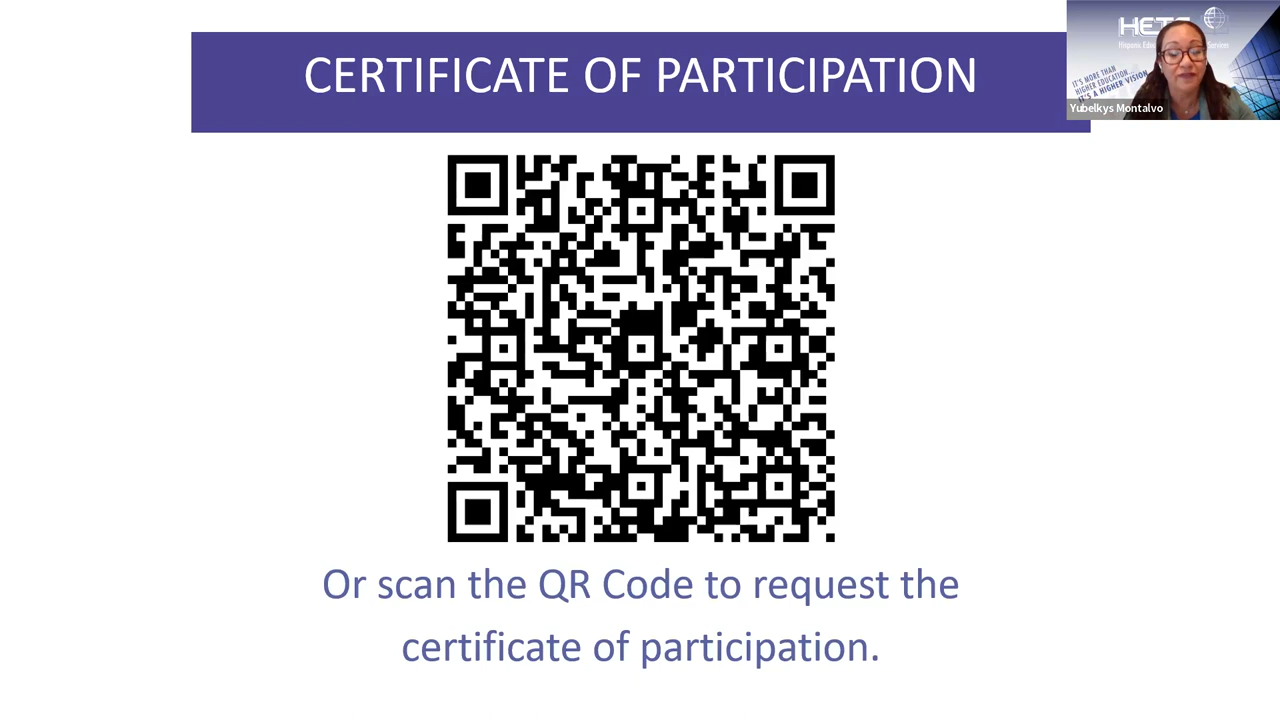 CERTIFICATE OF PARTICIPATION
HETS
IT'S MORE THAN
HIGHER EDUCATION...
IT'S A HIGHER VISION
Yubelkys Montalvo
Or scan the QR Code to request the
certificate of participation.